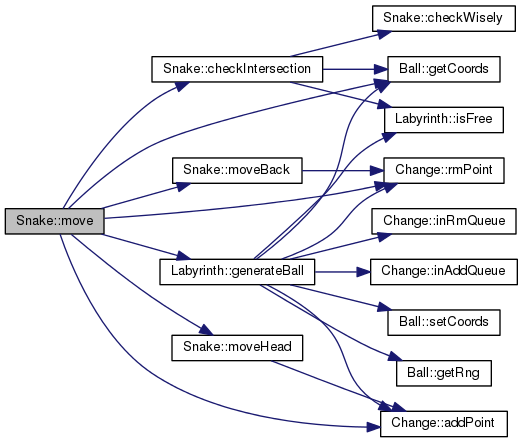 Snake::checkWisely
Snake::checkIntersection
Ball::getCoords
Labyrinth::isFree
Snake::moveBack
Change::rmPoint
Snake::move
Change::inRmQueue
Labyrinth::generateBall
Change::inAddQueue
Ball::setCoords
Snake::moveHead
Ball::getRng
Change::addPoint